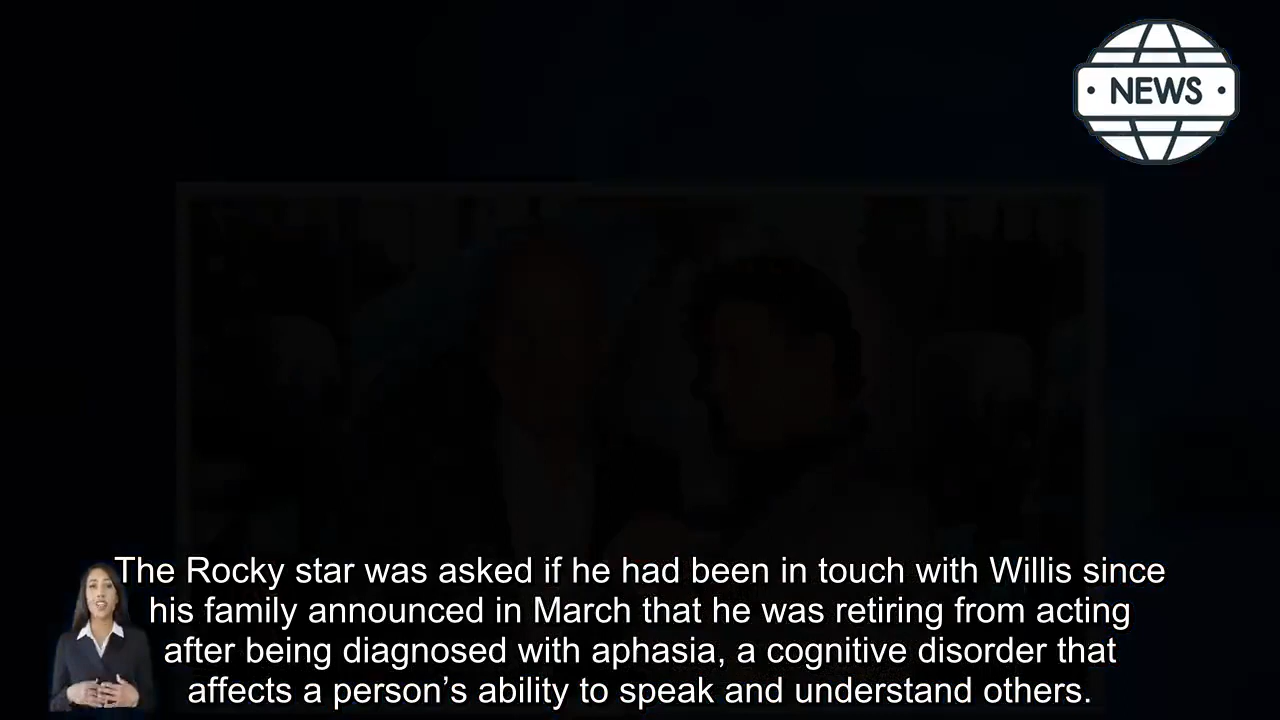 • NEWS •
The Rocky star was asked if he had been in touch with Willis since
his family announced in March that he was retiring from acting
after being diagnosed with aphasia, a cognitive disorder that
affects a person’s ability to speak and understand others.